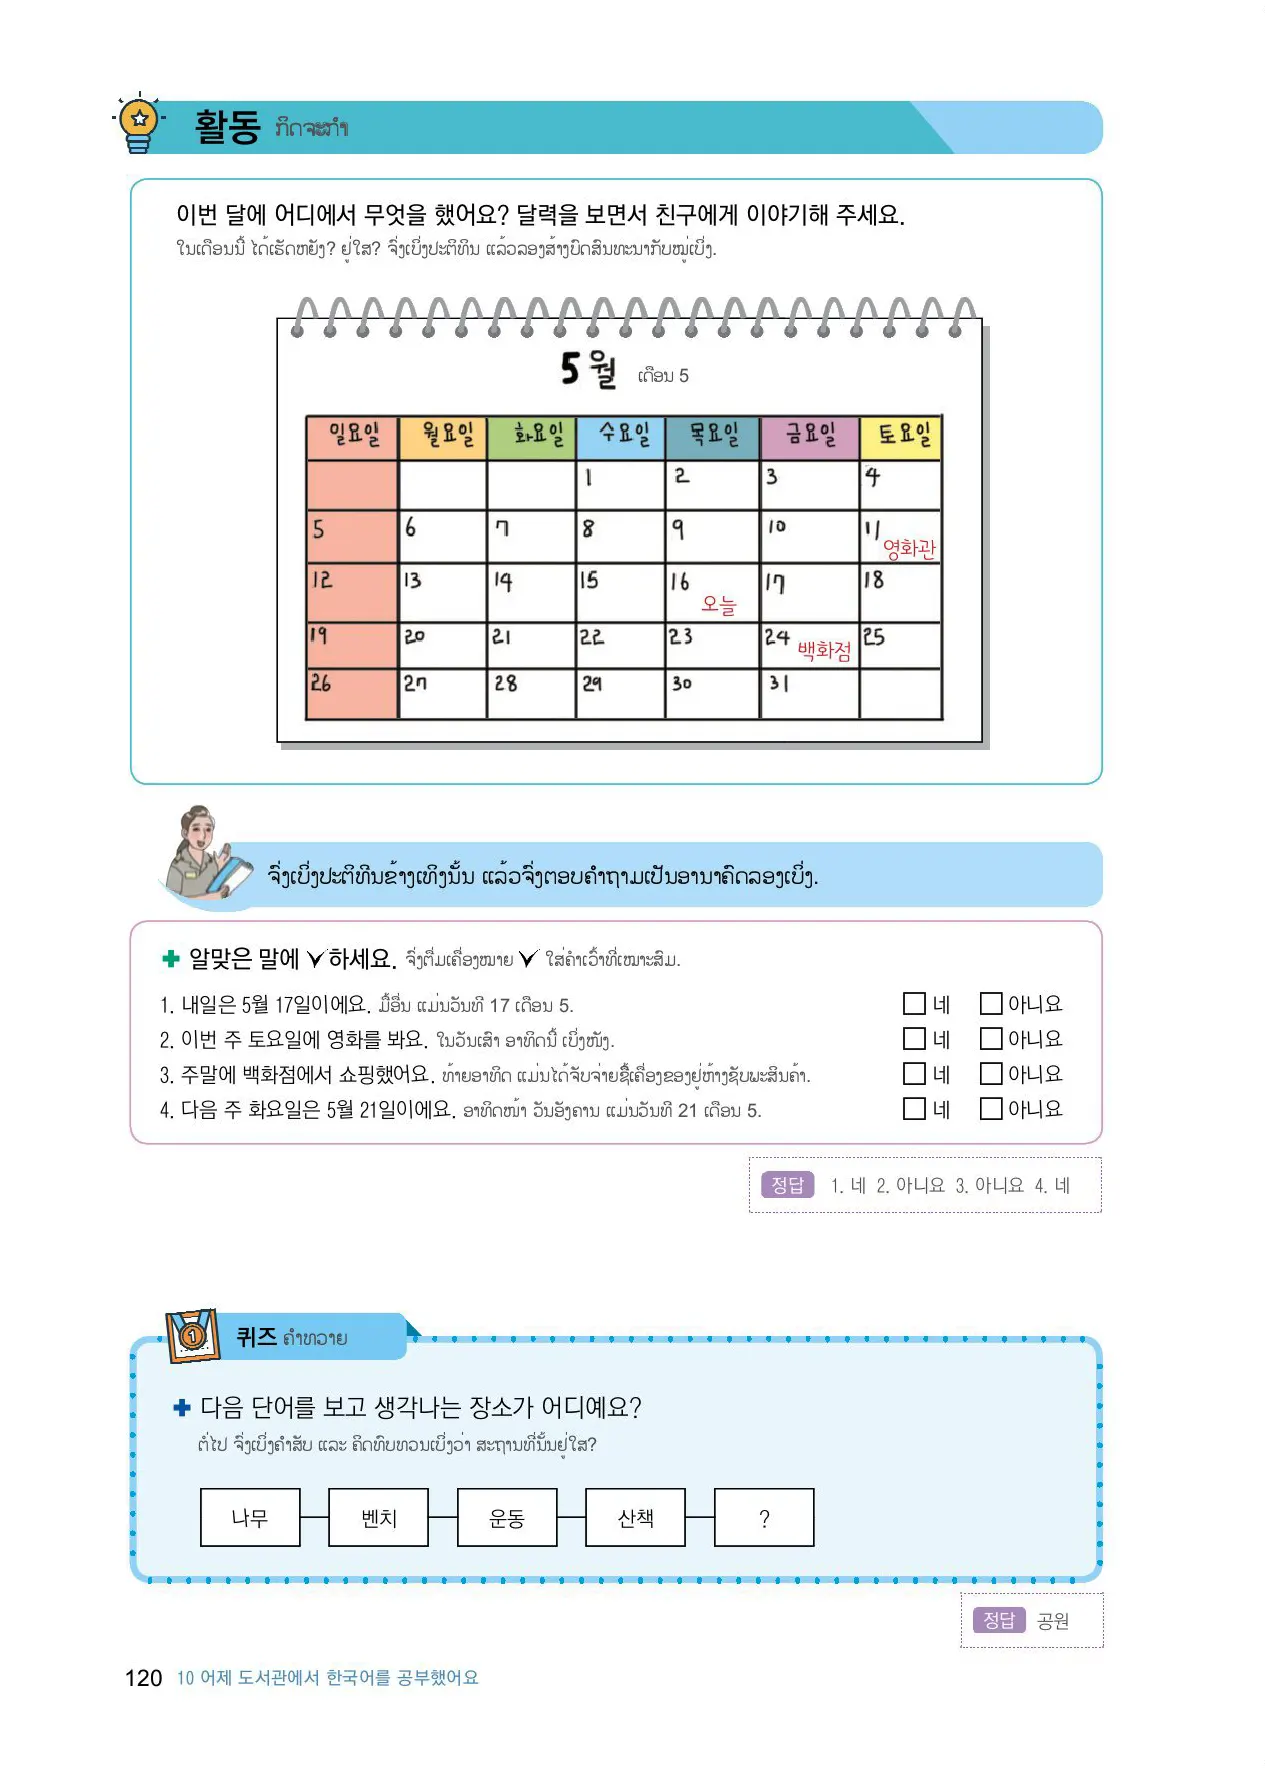 활동 ກິດຈະກຳ
이번 달에 어디에서 무엇을 했어요? 달력을 보면서 친구에게 이야기해 주세요.
ໃນເດືອນນີ້ ໄດ້ເຮັດຫຍັງ? ຢູ່ໃສ? ຈົ່ງເບິ່ງປະຕິທິນ ແລ້ວລອງສ້າງບົດສົນທະນາກັບໝູ່ເບິ່ງ.
5월 ເດືອນ 5
일요일 월요일 화요일 수요일 목요일 금요일 토요일
1 2 3 4
5 6 7 8 9 10 11 영화관
12 13 14 15 16 오늘 17 18
19 20 21 22 23 24 백화점 25
26 27 28 29 30 31
ຈົ່ງເບິ່ງປະຕິທິນຂ້າງເທິງນັ້ນ ແລ້ວຈົ່ງຕອບຄຳຖາມເປັນອານາຄົດລອງເບິ່ງ.
알맞은 말에 ✓하세요. ຈົ່ງຕື່ມເຄື່ອງໝາຍ ✓ ໃສ່ຄຳເວົ້າທີ່ເໝາະສົມ.
1. 내일은 5월 17일이에요. ມື້ອື່ນ ແມ່ນວັນທີ 17 ເດືອນ 5. □ 네 □ 아니요
2. 이번 주 토요일에 영화를 봐요. ໃນວັນເສົາ ອາທິດນີ້ ເບິ່ງໜັງ. □ 네 □ 아니요
3. 주말에 백화점에서 쇼핑했어요. ທ້າຍອາທິດ ແມ່ນໄດ້ຈັບຈ່າຍຊື້ເຄື່ອງຂອງຢູ່ຫ້າງຊັບພະສິນຄ້າ. □ 네 □ 아니요
4. 다음 주 화요일은 5월 21일이에요. ອາທິດໜ້າ ວັນອັງຄານ ແມ່ນວັນທີ 21 ເດືອນ 5. □ 네 □ 아니요
정답 1. 네 2. 아니요 3. 아니요 4. 네
퀴즈 ຄຳທວາຍ
다음 단어를 보고 생각나는 장소가 어디예요?
ຕໍ່ໄປ ຈົ່ງເບິ່ງຄຳສັບ ແລະ ຄິດທົບທວນເບິ່ງວ່າ ສະຖານທີ່ນັ້ນຢູ່ໃສ?
나무 벤치 운동 산책 ?
정답 공원
120 10 어제 도서관에서 한국어를 공부했어요